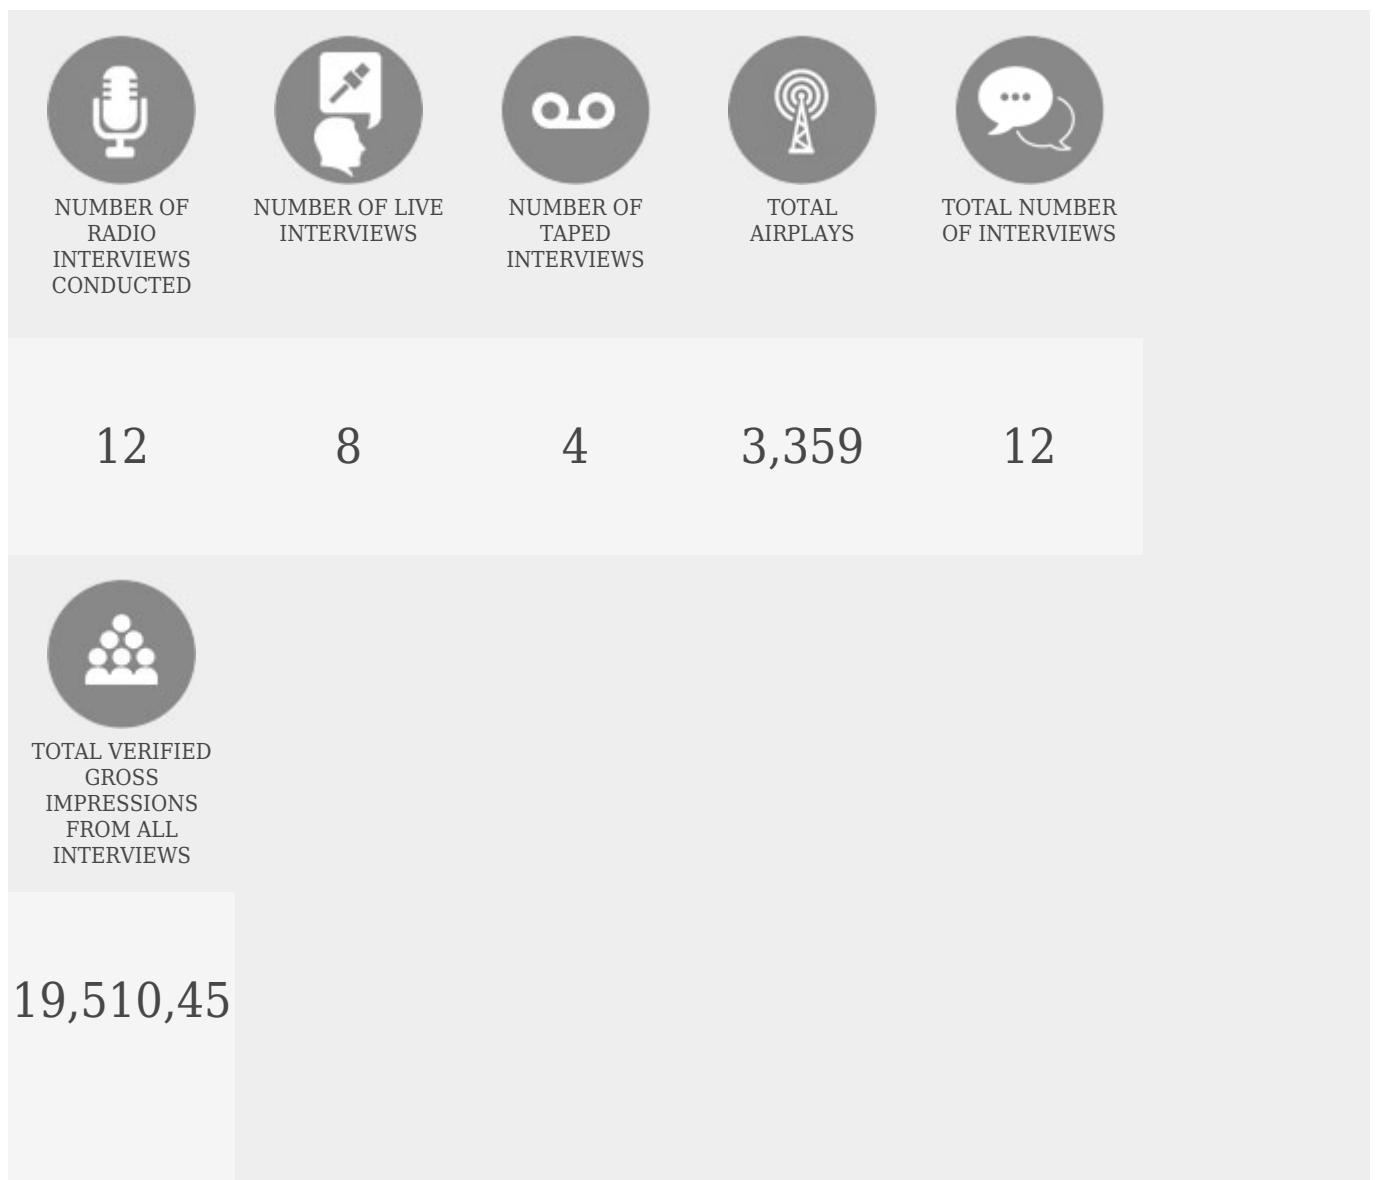 NUMBER OF
RADIO
INTERVIEWS
CONDUCTED
NUMBER OF LIVE
INTERVIEWS
NUMBER OF
TAPED
INTERVIEWS
TOTAL
AIRPLAYS
TOTAL NUMBER
OF INTERVIEWS
12
8
4
3,359
12
TOTAL VERIFIED
GROSS
IMPRESSIONS
FROM ALL
INTERVIEWS
19,510,45